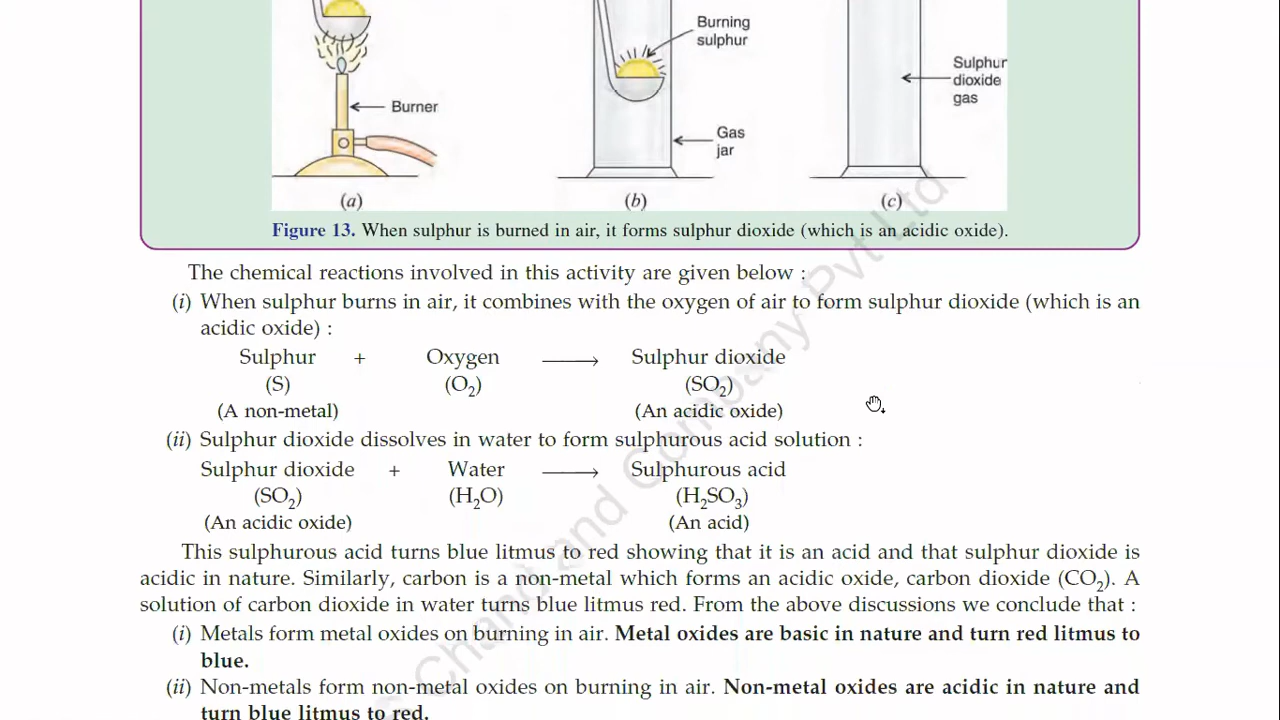 Burning
sulphur
Sulphur
dioxide
gas
Burner
Gas
jar
(a)
(b)
(c)
Figure 13. When sulphur is burned in air, it forms sulphur dioxide (which is an acidic oxide).
The chemical reactions involved in this activity are given below :
(i) When sulphur burns in air, it combines with the oxygen of air to form sulphur dioxide (which is an
acidic oxide) :
Sulphur + Oxygen ⟶ Sulphur dioxide
(S) (O₂) (SO₂)
(A non-metal) (An acidic oxide)
(ii) Sulphur dioxide dissolves in water to form sulphurous acid solution :
Sulphur dioxide + Water ⟶ Sulphurous acid
(SO₂) (H₂O) (H₂SO₃)
(An acidic oxide) (An acid)
This sulphurous acid turns blue litmus to red showing that it is an acid and that sulphur dioxide is
acidic in nature. Similarly, carbon is a non-metal which forms an acidic oxide, carbon dioxide (CO₂). A
solution of carbon dioxide in water turns blue litmus red. From the above discussions we conclude that :
(i) Metals form metal oxides on burning in air. Metal oxides are basic in nature and turn red litmus to
blue.
(ii) Non-metals form non-metal oxides on burning in air. Non-metal oxides are acidic in nature and
turn blue litmus to red.
S Chand and Company Pvt Ltd